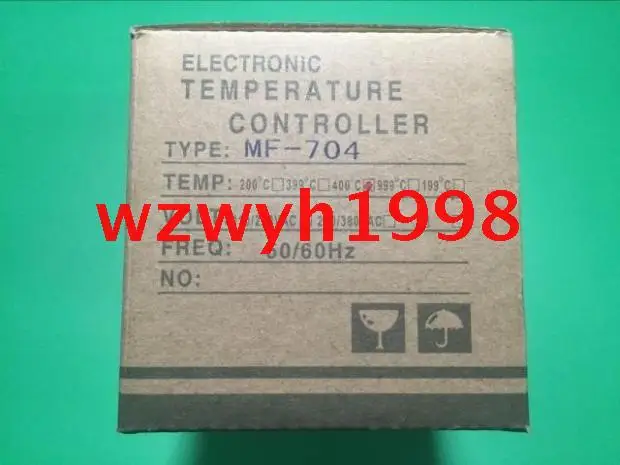 ELECTRONIC
TEMPERATURE
CONTROLLER
TYPE: MF-704
TEMP: 200°C 399°C 400°C 999°C 199°C
wzwyh1998
FREQ: 50/60Hz
NO: